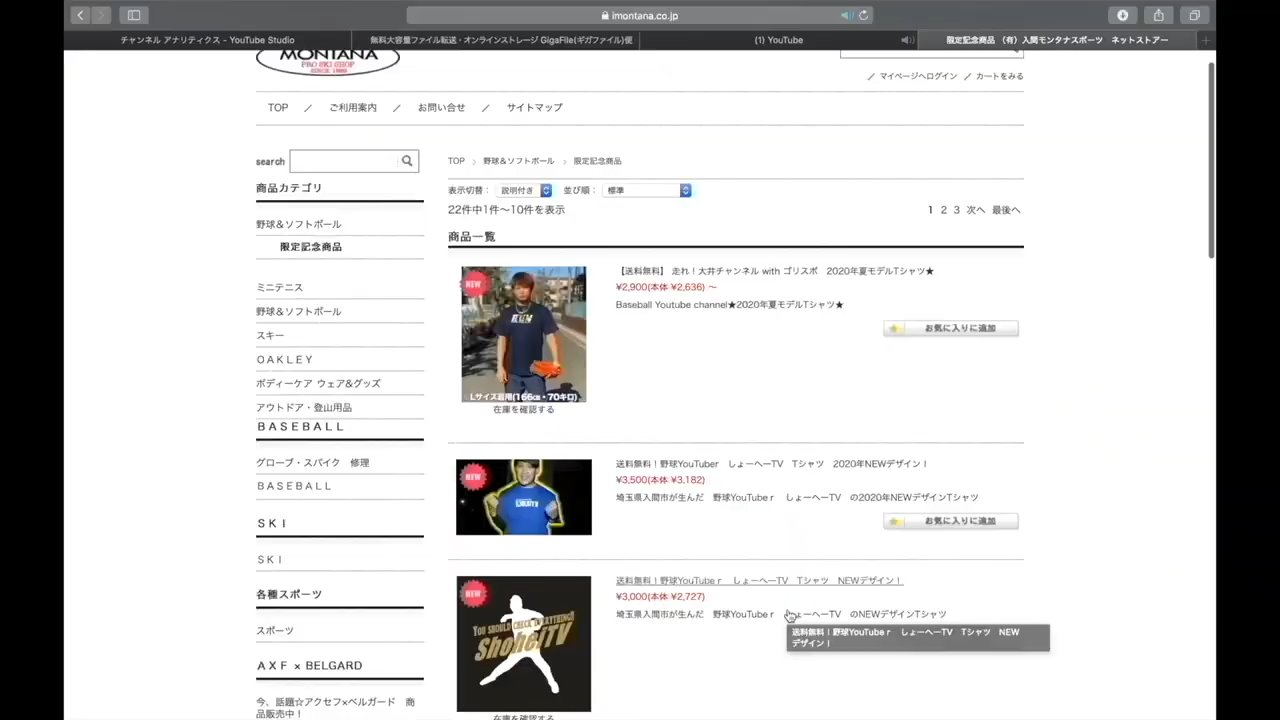 imontana.co.jp
チャンネル アナリティクス - YouTube Studio
無料大容量ファイル転送・オンラインストレージ GigaFile(ギガファイル)便
(1) YouTube
限定記念商品 （有）入間モンタナスポーツ ネットストアー
MONTANA
PRO SKI SHOP
SINCE 1989
／ マイページへログイン ／ カートをみる
TOP ／ ご利用案内 ／ お問い合せ ／ サイトマップ
search
商品カテゴリ
野球＆ソフトボール
限定記念商品
ミニテニス
野球＆ソフトボール
スキー
ＯＡＫＬＥＹ
ボディーケア ウェア&グッズ
アウトドア・登山用品
ＢＡＳＥＢＡＬＬ
グローブ・スパイク 修理
ＢＡＳＥＢＡＬＬ
ＳＫＩ
ＳＫＩ
各種スポーツ
スポーツ
ＡＸＦ × BELGARD
今、話題☆アクセフ×ベルガード 商
品販売中！
TOP > 野球＆ソフトボール > 限定記念商品
表示切替： 説明付き 並び順： 標準
22件中1件〜10件を表示
1 2 3 次へ 最後へ
商品一覧
NEW
Lサイズ着用(166㎝・70キロ)
在庫を確認する
【送料無料】 走れ！大井チャンネル with ゴリスポ 2020年夏モデルTシャツ★
¥2,900(本体 ¥2,636) 〜
Baseball Youtube channel★2020年夏モデルTシャツ★
お気に入りに追加
NEW
送料無料！野球YouTuber しょーへーTV Tシャツ 2020年NEWデザイン！
¥3,500(本体 ¥3,182)
埼玉県入間市が生んだ 野球YouTubeｒ しょーへーTV の2020年NEWデザインTシャツ
お気に入りに追加
NEW
YOU SHOULD CHECK EVERYTHING!!
Shohei.TV
在庫を確認する
送料無料！野球YouTubeｒ しょーへーTV Tシャツ NEWデザイン！
¥3,000(本体 ¥2,727)
埼玉県入間市が生んだ 野球YouTubeｒ しょーへーTV のNEWデザインTシャツ
送料無料！野球YouTubeｒ しょーへーTV Tシャツ NEW
デザイン！